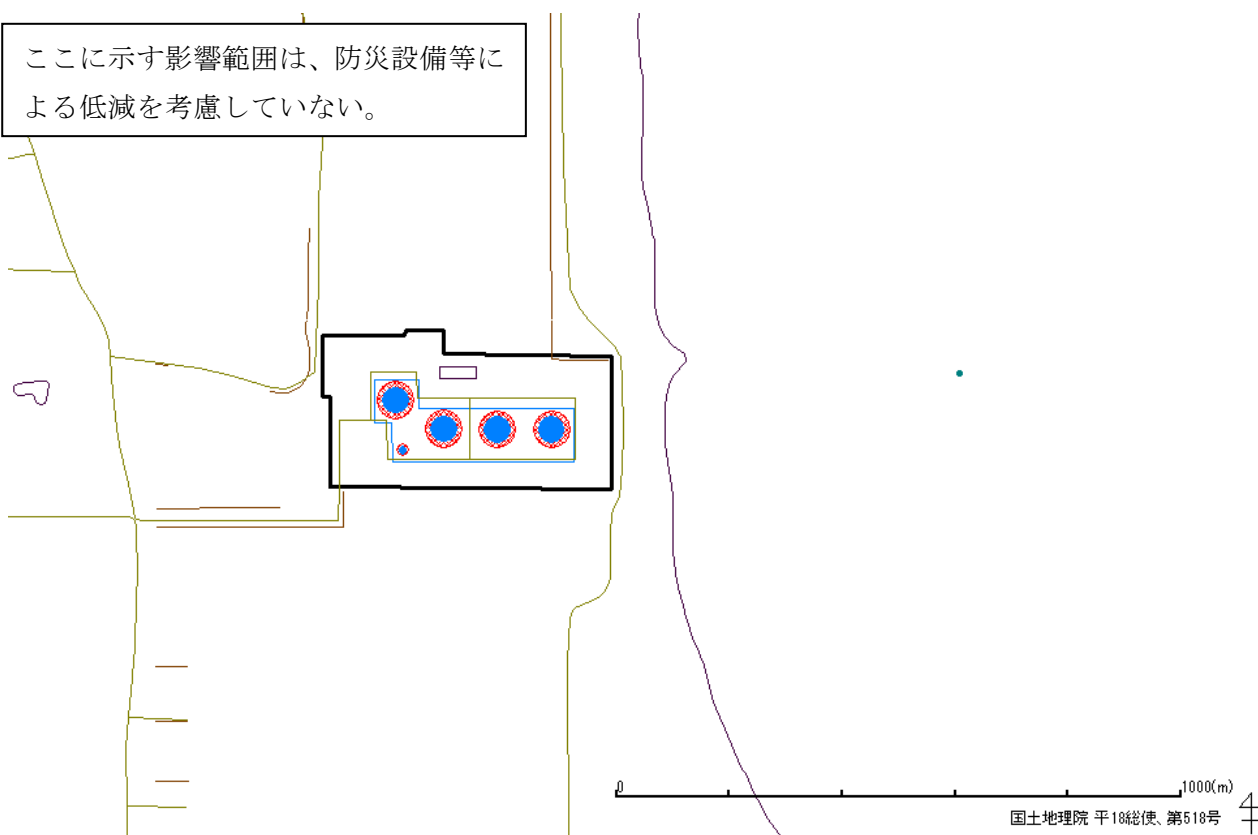 ここに示す影響範囲は、防災設備等に
よる低減を考慮していない。
0
1000(m)
国土地理院 平18総使、第518号